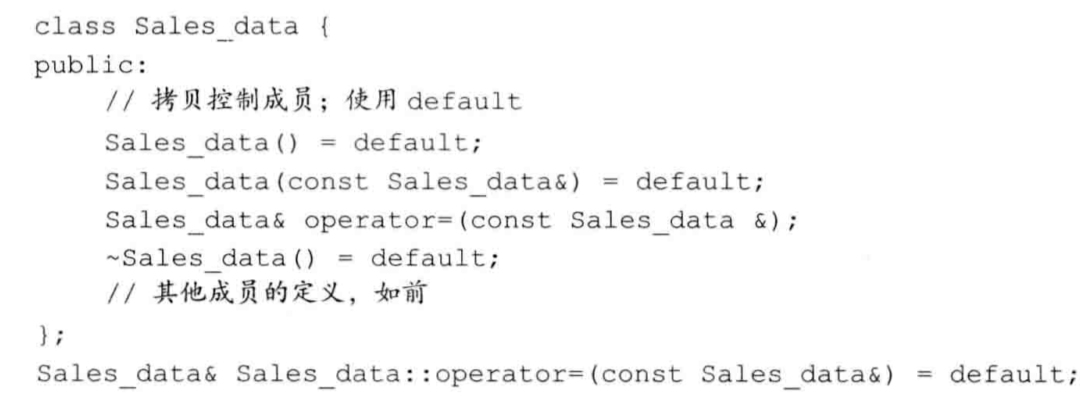 class Sales_data {
public:
// 拷贝控制成员；使用 default
Sales_data() = default;
Sales_data(const Sales_data&) = default;
Sales_data& operator=(const Sales_data &);
~Sales_data() = default;
// 其他成员的定义，如前
};
Sales_data& Sales_data::operator=(const Sales_data&) = default;